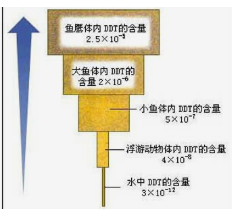 鱼鹰体内 DDT的含量
2.5×10⁻⁵
大鱼体内 DDT的
含量 2×10⁻⁶
小鱼体内 DDT的含量
5×10⁻⁷
浮游动物体内 DDT的含量
4×10⁻⁸
水中 DDT的含量
3×10⁻¹²